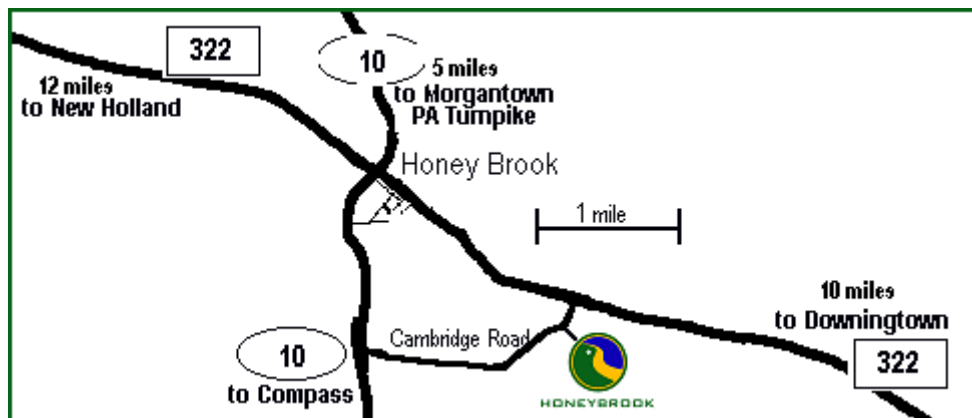 322
10
12 miles
to New Holland
5 miles
to Morgantown
PA Turnpike
Honey Brook
1 mile
10 miles
to Downingtown
322
Cambridge Road
10
to Compass
HONEYBROOK